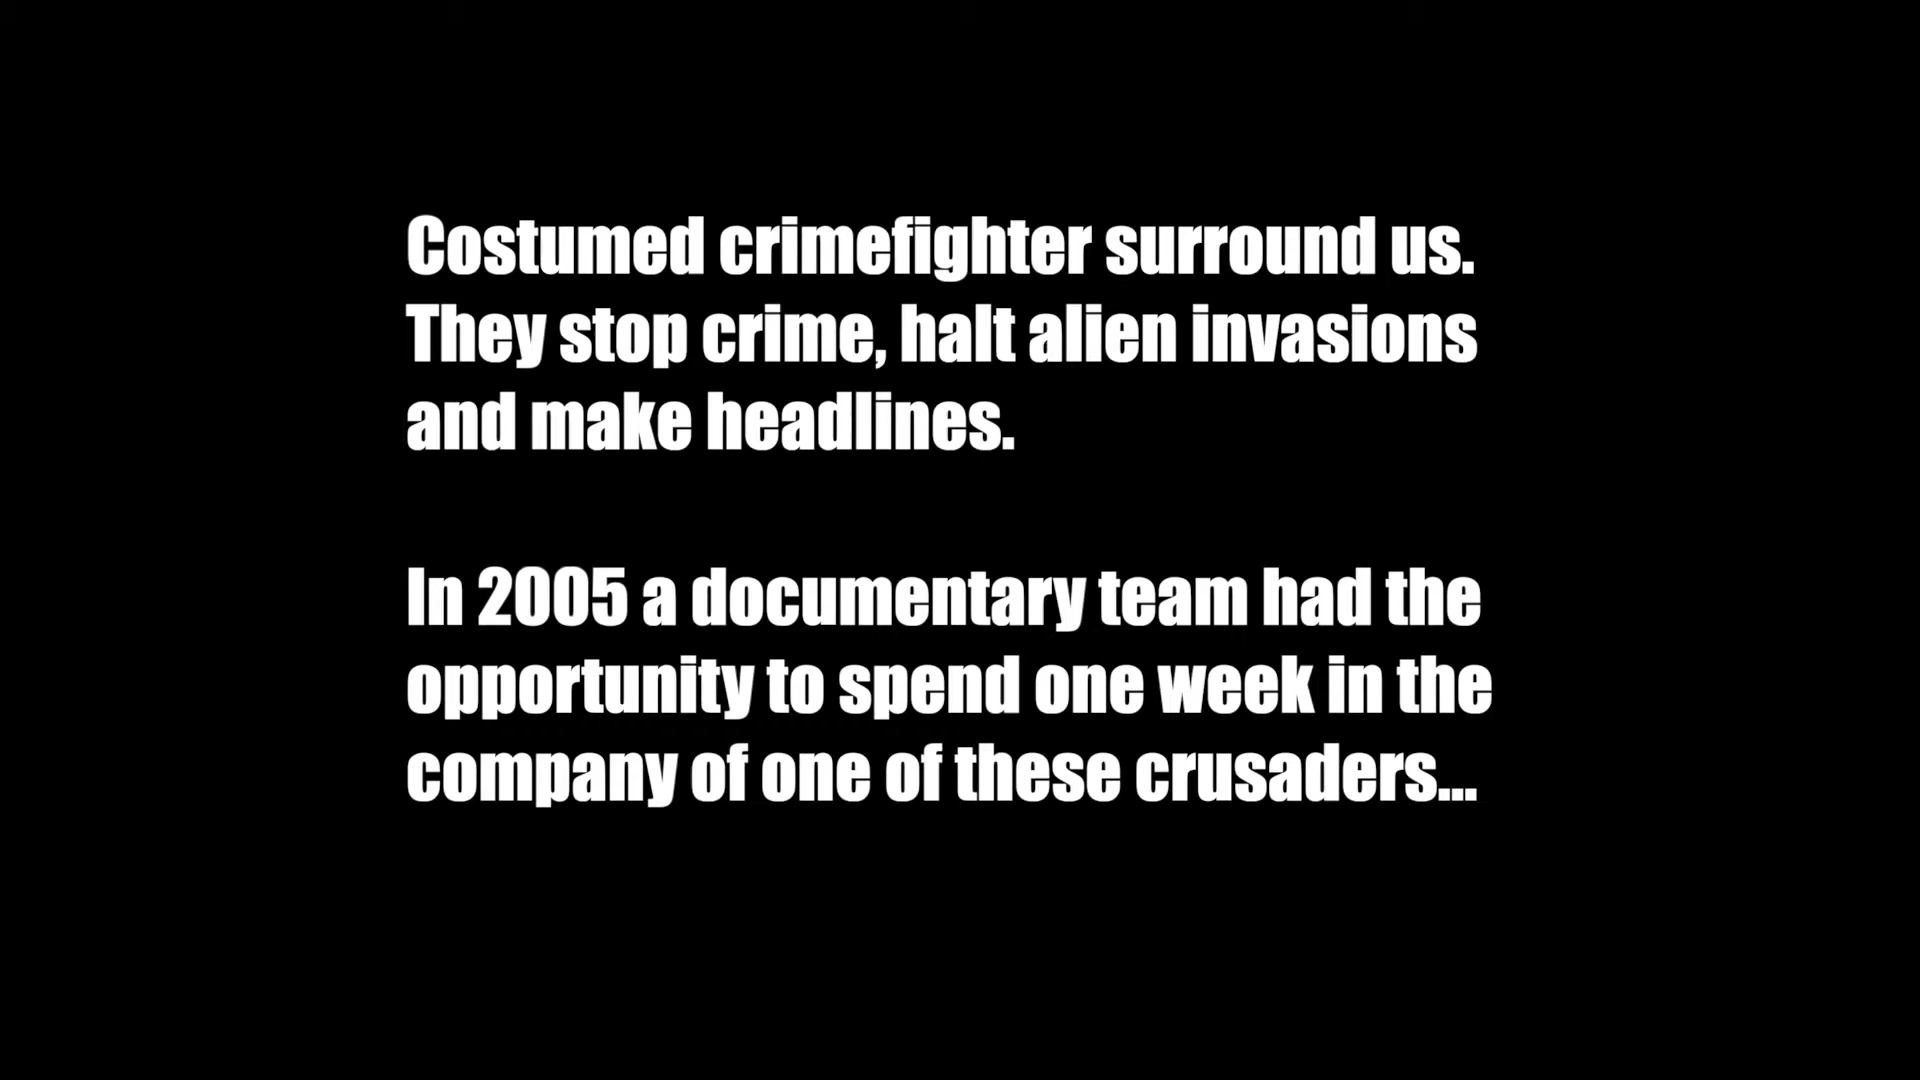 Costumed crimefighter surround us.
They stop crime, halt alien invasions
and make headlines.
In 2005 a documentary team had the
opportunity to spend one week in the
company of one of these crusaders...